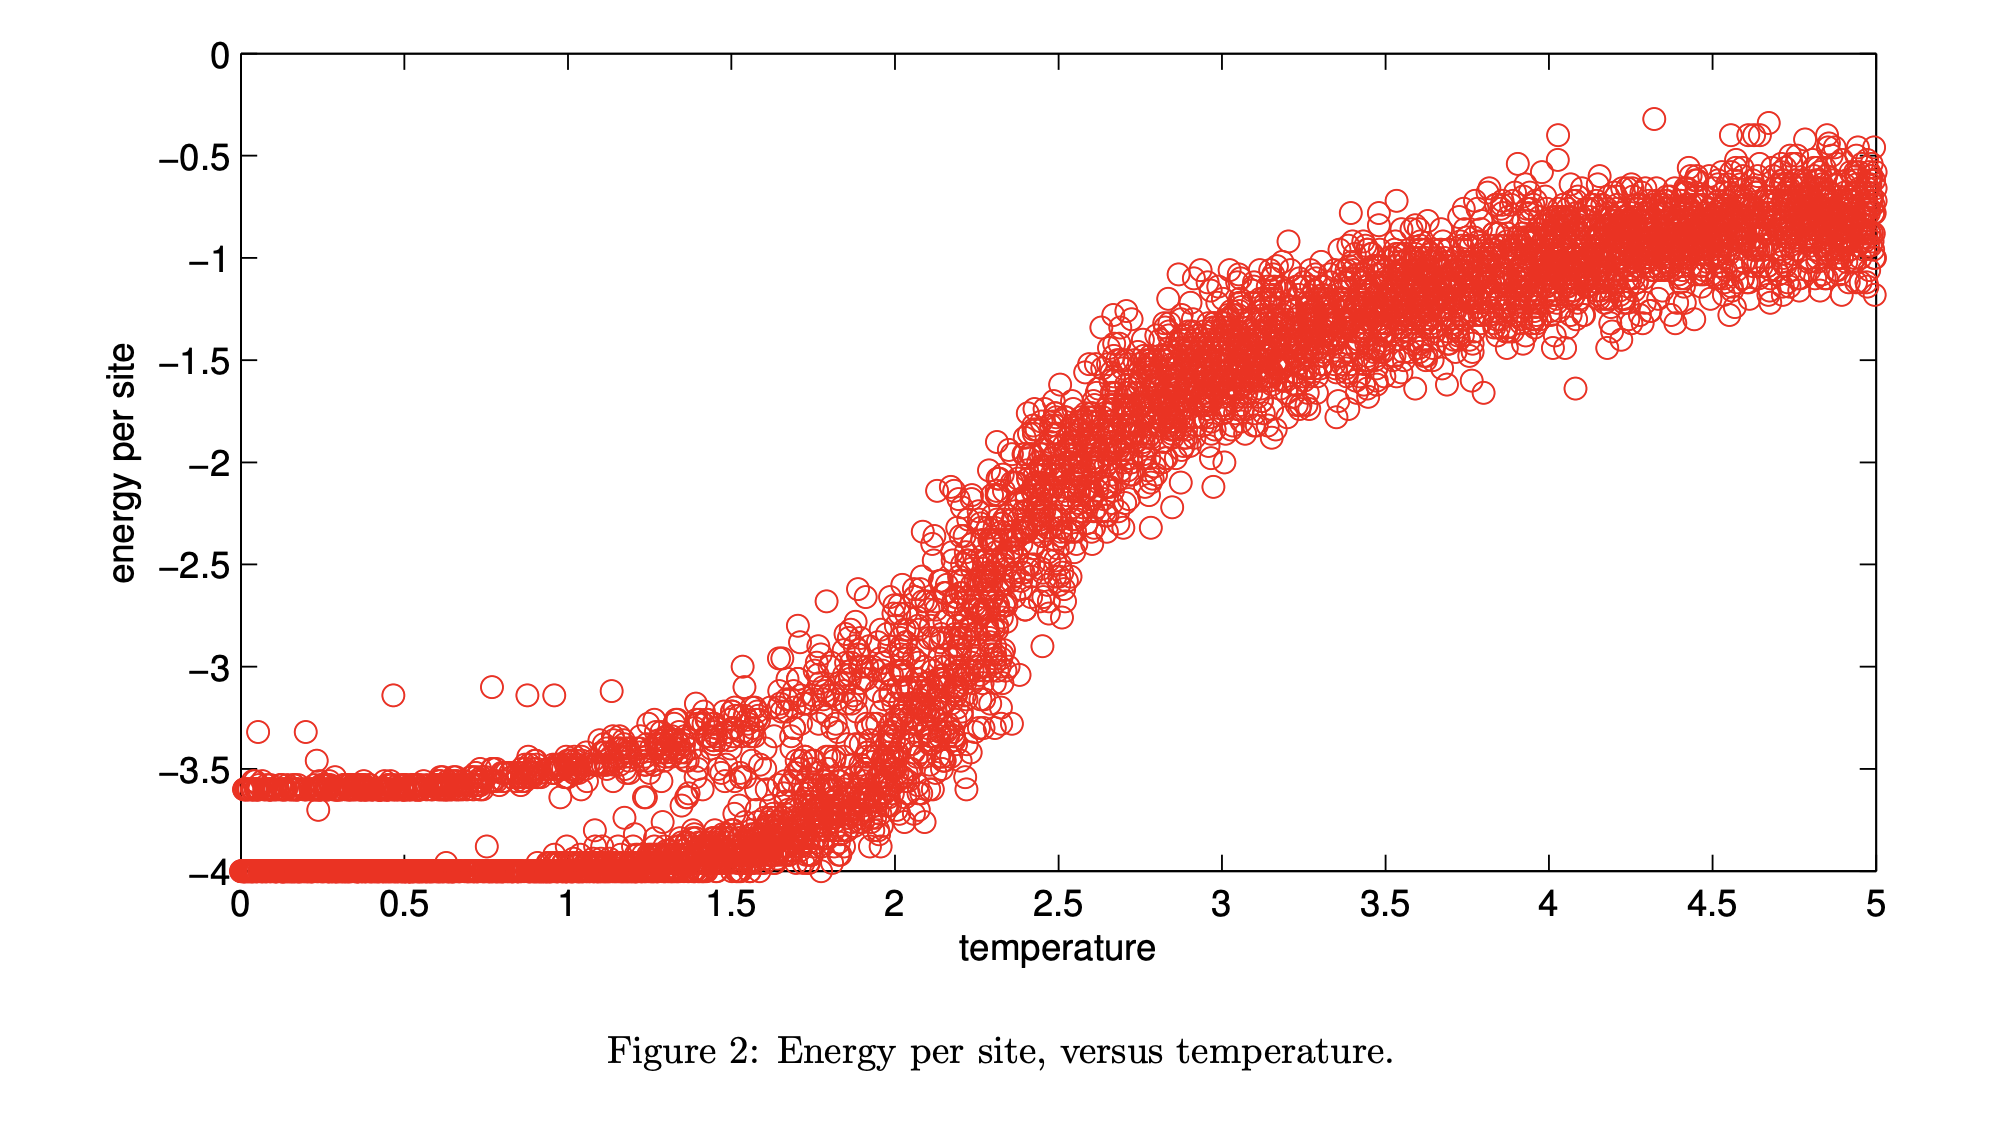 0
−0.5
−1
−1.5
−2
−2.5
−3
−3.5
−4
energy per site
0 0.5 1 1.5 2 2.5 3 3.5 4 4.5 5
temperature
Figure 2: Energy per site, versus temperature.